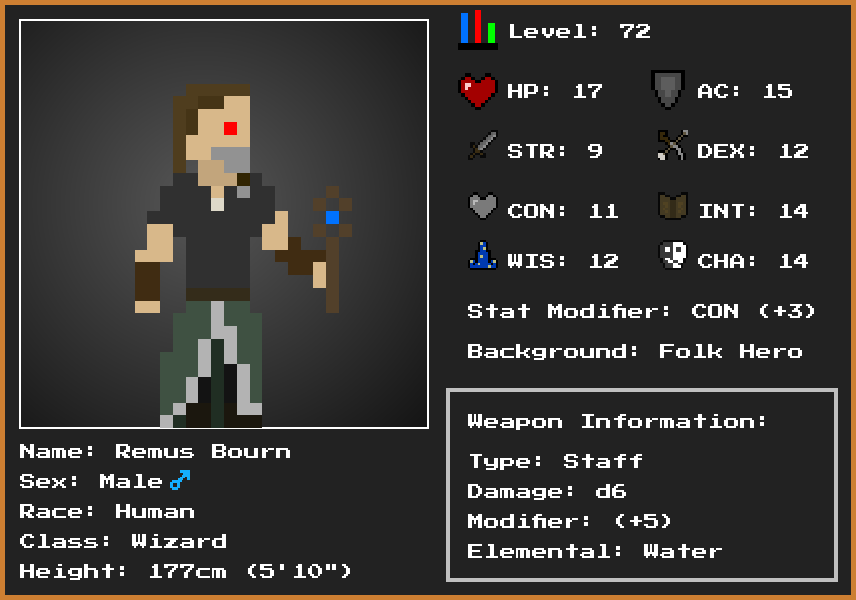 Level: 72
HP: 17
AC: 15
STR: 9
DEX: 12
CON: 11
INT: 14
WIS: 12
CHA: 14
Stat Modifier: CON (+3)
Background: Folk Hero
Weapon Information:
Type: Staff
Damage: d6
Modifier: (+5)
Elemental: Water
Name: Remus Bourn
Sex: Male ♂
Race: Human
Class: Wizard
Height: 177cm (5'10")